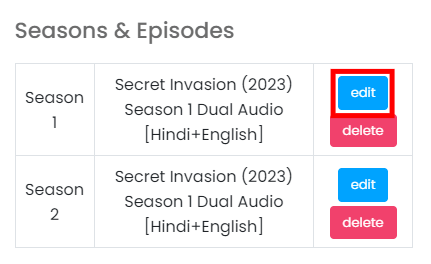 Seasons & Episodes
Season
1
Secret Invasion (2023)
Season 1 Dual Audio
[Hindi+English]
edit
delete
Season
2
Secret Invasion (2023)
Season 1 Dual Audio
[Hindi+English]
edit
delete